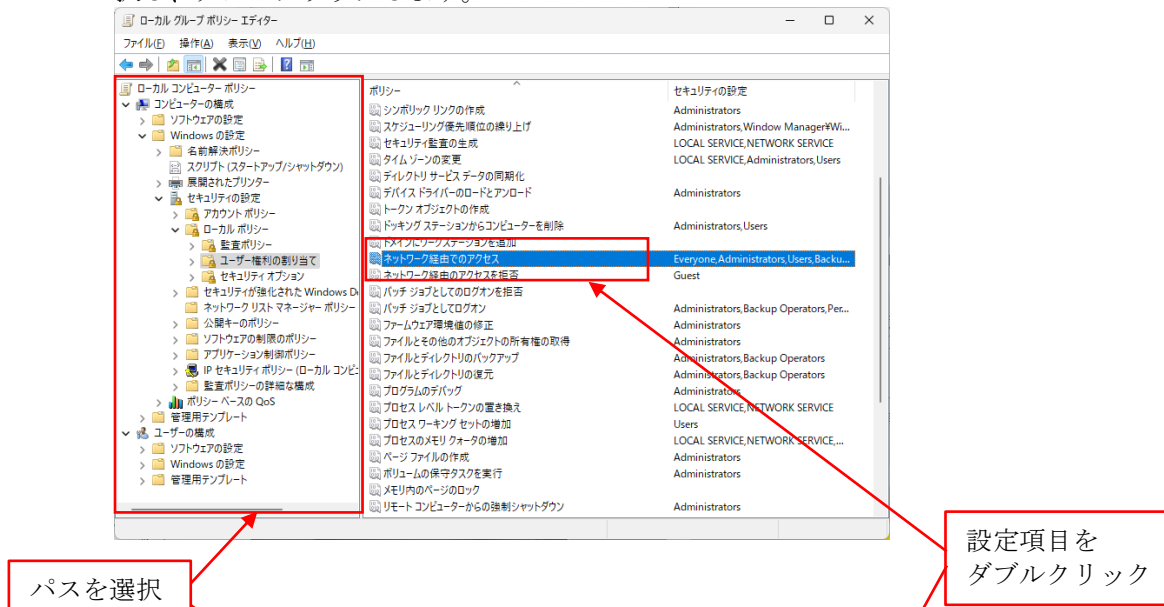 ローカル グループ ポリシー エディター
ファイル(F) 操作(A) 表示(V) ヘルプ(H)
ローカル コンピューター ポリシー
コンピューターの構成
ソフトウェアの設定
Windows の設定
名前解決ポリシー
スクリプト (スタートアップ/シャットダウン)
展開されたプリンター
セキュリティの設定
アカウント ポリシー
ローカル ポリシー
監査ポリシー
ユーザー権利の割り当て
セキュリティ オプション
セキュリティが強化された Windows De
ネットワーク リスト マネージャー ポリシー
公開キーのポリシー
ソフトウェアの制限のポリシー
アプリケーション制御ポリシー
IP セキュリティ ポリシー (ローカル コンピ
監査ポリシーの詳細な構成
ポリシー ベースの QoS
管理用テンプレート
ユーザーの構成
ソフトウェアの設定
Windows の設定
管理用テンプレート
ポリシー セキュリティの設定
シンボリック リンクの作成 Administrators
スケジューリング優先順位の繰り上げ Administrators,Window Manager¥Wi...
セキュリティ監査の生成 LOCAL SERVICE,NETWORK SERVICE
タイム ゾーンの変更 LOCAL SERVICE,Administrators,Users
ディレクトリ サービス データの同期化
デバイス ドライバーのロードとアンロード Administrators
トークン オブジェクトの作成
ドッキング ステーションからコンピューターを削除 Administrators,Users
ドメインにワークステーションを追加
ネットワーク経由でのアクセス Everyone,Administrators,Users,Backu...
ネットワーク経由のアクセスを拒否 Guest
バッチ ジョブとしてのログオンを拒否
バッチ ジョブとしてログオン Administrators,Backup Operators,Per...
ファームウェア環境値の修正 Administrators
ファイルとその他のオブジェクトの所有権の取得 Administrators
ファイルとディレクトリのバックアップ Administrators,Backup Operators
ファイルとディレクトリの復元 Administrators,Backup Operators
プログラムのデバッグ Administrators
プロセス レベル トークンの置き換え LOCAL SERVICE,NETWORK SERVICE
プロセス ワーキング セットの増加 Users
プロセスのメモリ クォータの増加 LOCAL SERVICE,NETWORK SERVICE,...
ページ ファイルの作成 Administrators
ボリュームの保守タスクを実行 Administrators
メモリ内のページのロック
リモート コンピューターからの強制シャットダウン Administrators
設定項目を
ダブルクリック
パスを選択